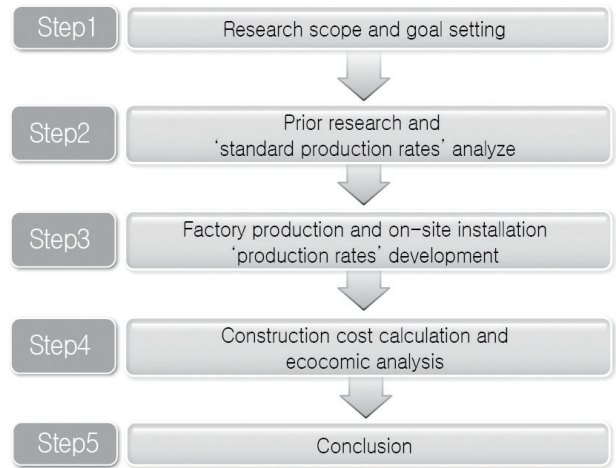 Step1
Research scope and goal setting
Step2
Prior research and
‘standard production rates’ analyze
Step3
Factory production and on-site installation
‘production rates’ development
Step4
Construction cost calculation and
ecocomic analysis
Step5
Conclusion